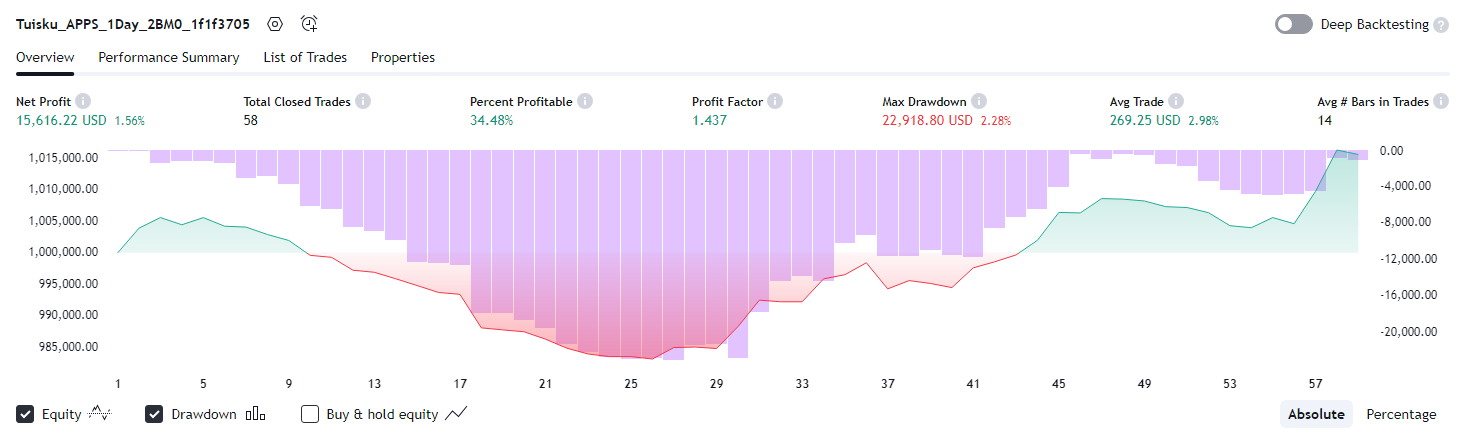 Tuisku_APPS_1Day_2BM0_1f1f3705
Deep Backtesting
Overview Performance Summary List of Trades Properties
Net Profit Total Closed Trades Percent Profitable Profit Factor Max Drawdown Avg Trade Avg # Bars in Trades
15,616.22 USD 1.56% 58 34.48% 1.437 22,918.80 USD 2.28% 269.25 USD 2.98% 14
1,015,000.00 0.00
1,010,000.00 -4,000.00
1,005,000.00 -8,000.00
1,000,000.00 -12,000.00
995,000.00 -16,000.00
990,000.00 -20,000.00
985,000.00
1 5 9 13 17 21 25 29 33 37 41 45 49 53 57
Equity Drawdown Buy & hold equity Absolute Percentage